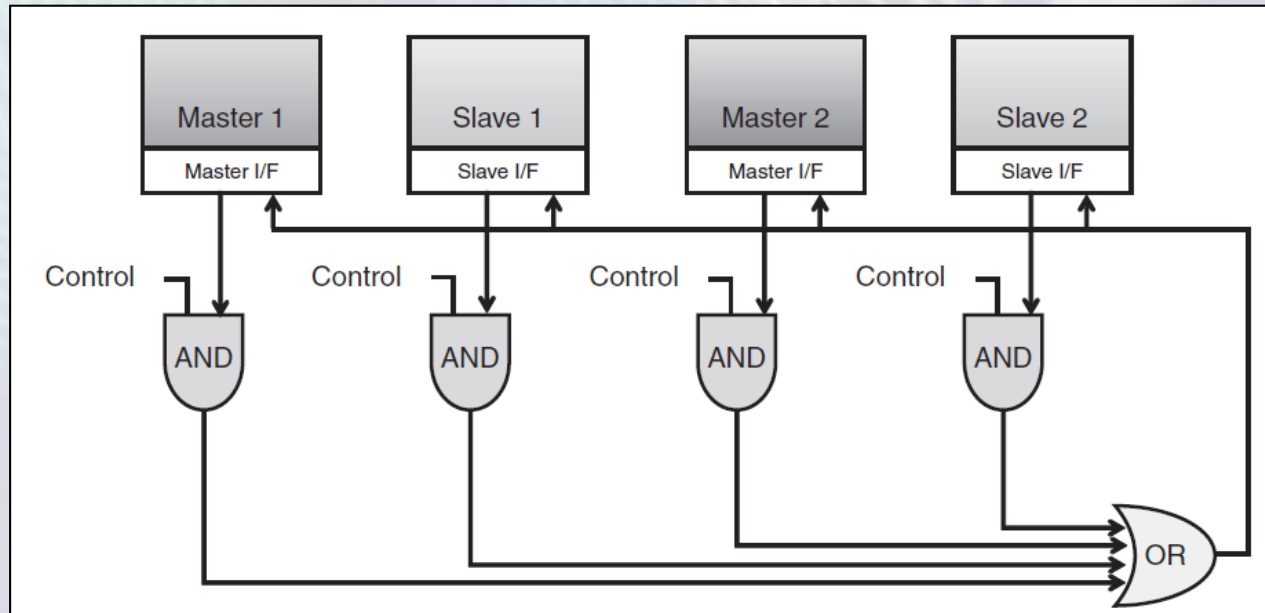 Master 1
Slave 1
Master 2
Slave 2
Master I/F
Slave I/F
Master I/F
Slave I/F
Control
Control
Control
Control
AND
AND
AND
AND
OR